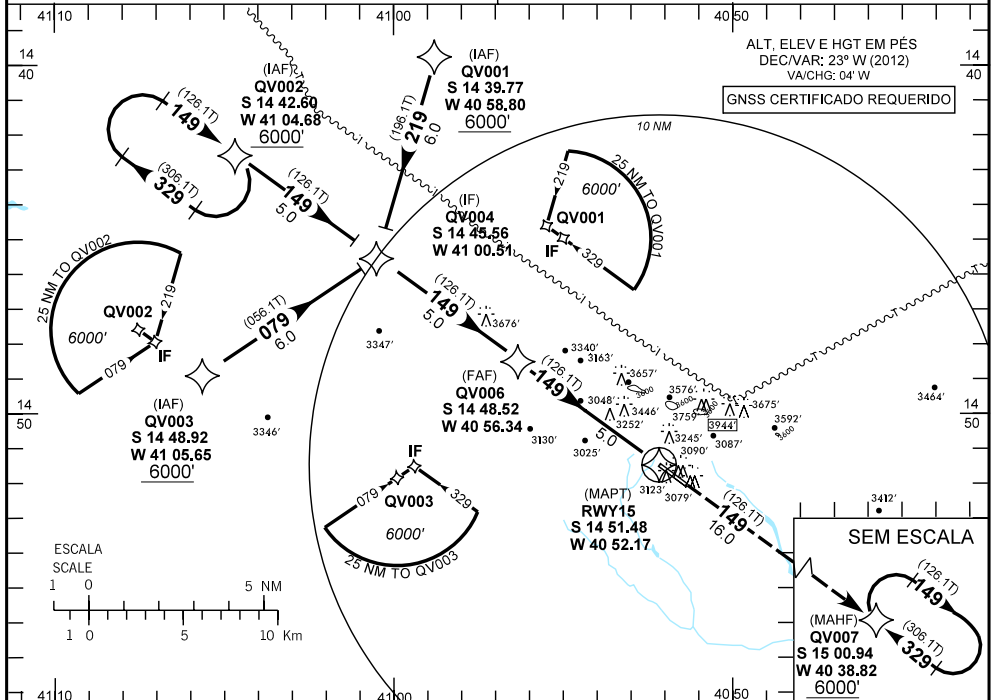 41 10
41 00
40 50
14
40
14
40
ALT, ELEV E HGT EM PÉS
DEC/VAR: 23º W (2012)
VA/CHG: 04' W
GNSS CERTIFICADO REQUERIDO
(IAF)
QV002
S 14 42.60
W 41 04.68
6000'
(IAF)
QV001
S 14 39.77
W 40 58.80
6000'
(126.1T)
149
(306.1T)
329
(196.1T)
219
6.0
(126.1T)
149
5.0
10 NM
25 NM TO QV001
219
6000'
QV001
IF
329
(IF)
QV004
S 14 45.56
W 41 00.51
25 NM TO QV002
219
QV002
6000'
IF
079
(056.1T)
079
6.0
(126.1T)
149
5.0
3676'
3347'
3340'
3163'
(126.1T)
149
5.0
3657'
3600
3576'
3600
3600
3759'
3675'
3944'
3464'
(IAF)
QV003
S 14 48.92
W 41 05.65
6000'
(FAF)
QV006
S 14 48.52
W 40 56.34
3048'
3446'
3252'
3592'
3600
3245'
3087'
3090'
3130'
3025'
3346'
14
50
14
50
IF
079
329
QV003
6000'
25 NM TO QV003
3123'
3079'
(MAPT)
RWY15
S 14 51.48
W 40 52.17
(126.1T)
149
16.0
3412'
SEM ESCALA
(126.1T)
149
(306.1T)
329
(MAHF)
QV007
S 15 00.94
W 40 38.82
6000'
ESCALA
SCALE
1 0 5 NM
1 0 5 10 Km
41 10
41 00
40 50